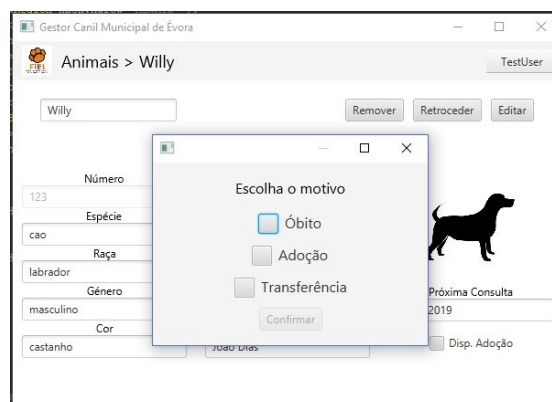 Gestor Canil Municipal de Évora
FIEL
Animais > Willy
TestUser
Willy
Remover
Retroceder
Editar
Número
123
Espécie
cao
Raça
labrador
Género
masculino
Cor
castanho
Escolha o motivo
Óbito
Adoção
Transferência
Confirmar
João Dias
Próxima Consulta
2019
Disp. Adoção